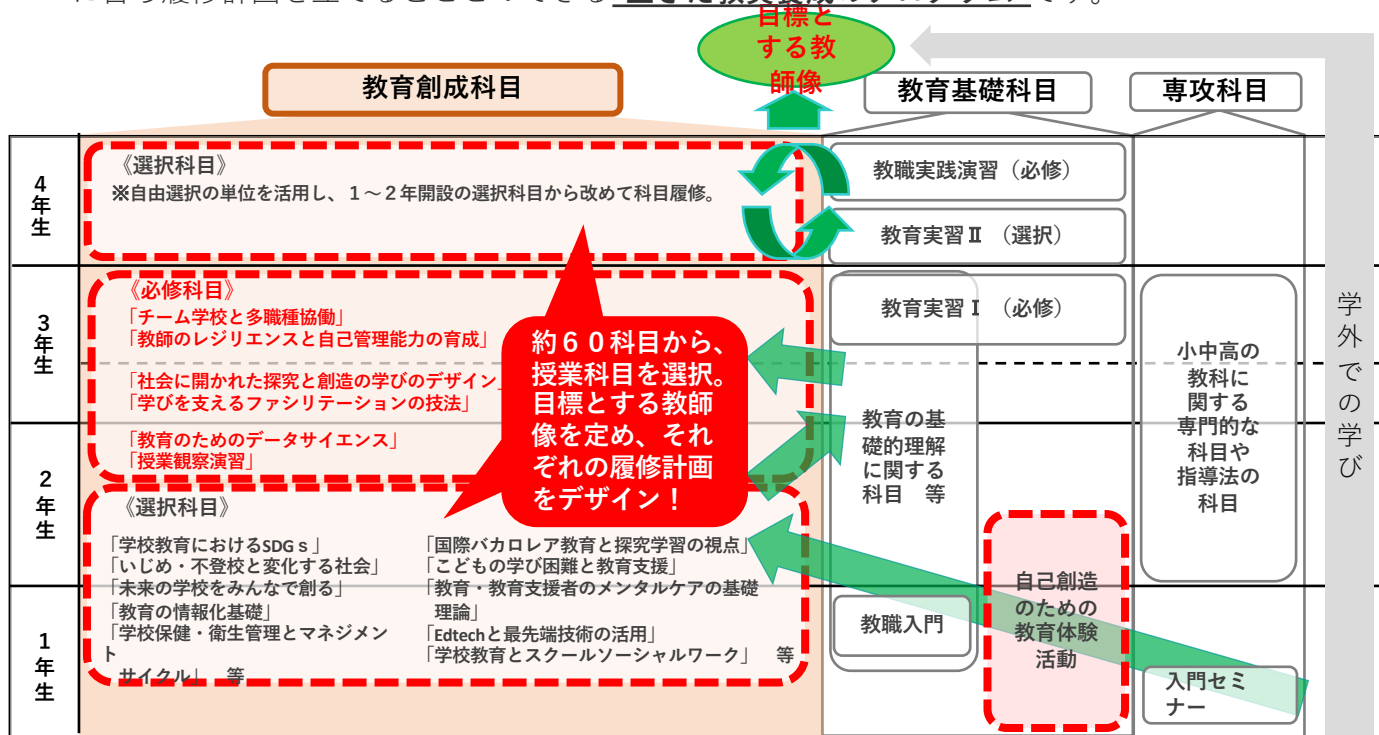 目標と
する教
師像
教育創成科目
教育基礎科目
専攻科目
4年生
《選択科目》
※自由選択の単位を活用し、1～2年開設の選択科目から改めて科目履修。
教職実践演習（必修）
教育実習Ⅱ（選択）
3年生
《必修科目》
「チーム学校と多職種協働」
「教師のレジリエンスと自己管理能力の育成」
「社会に開かれた探究と創造の学びのデザイン」
「学びを支えるファシリテーションの技法」
「教育のためのデータサイエンス」
「授業観察演習」
約６０科目から、
授業科目を選択。
目標とする教師
像を定め、それ
ぞれの履修計画
をデザイン！
教育実習Ⅰ（必修）
教育の基
礎的理解
に関する
科目　等
小中高の
教科に
関する
専門的な
科目や
指導法の
科目
学外での学び
2年生
《選択科目》
「学校教育におけるSDGｓ」
「いじめ・不登校と変化する社会」
「未来の学校をみんなで創る」
「教育の情報化基礎」
「学校保健・衛生管理とマネジメン
ト
サイクル」　等
「国際バカロレア教育と探究学習の視点」
「こどもの学び困難と教育支援」
「教育・教育支援者のメンタルケアの基礎
理論」
「Edtechと最先端技術の活用」
「学校教育とスクールソーシャルワーク」　等
1年生
教職入門
自己創造
のための
教育体験
活動
入門セミ
ナー